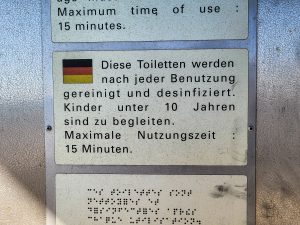 Maximum time of use :
15 minutes.
Diese Toiletten werden
nach jeder Benutzung
gereinigt und desinfiziert.
Kinder unter 10 Jahren
sind zu begleiten.
Maximale Nutzungszeit :
15 Minuten.